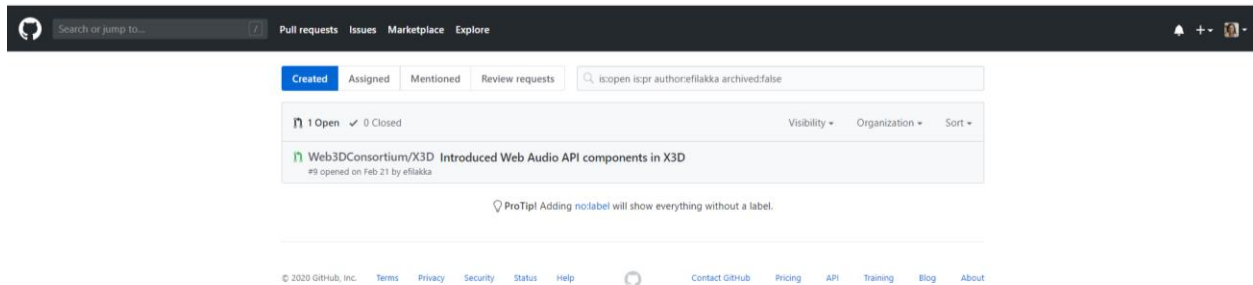 Search or jump to... /
Pull requests Issues Marketplace Explore
Created Assigned Mentioned Review requests
is:open is:pr author:efilakka archived:false
1 Open 0 Closed
Visibility Organization Sort
Web3DConsortium/X3D Introduced Web Audio API components in X3D
#9 opened on Feb 21 by efilakka
ProTip! Adding no:label will show everything without a label.
© 2020 GitHub, Inc. Terms Privacy Security Status Help Contact GitHub Pricing API Training Blog About